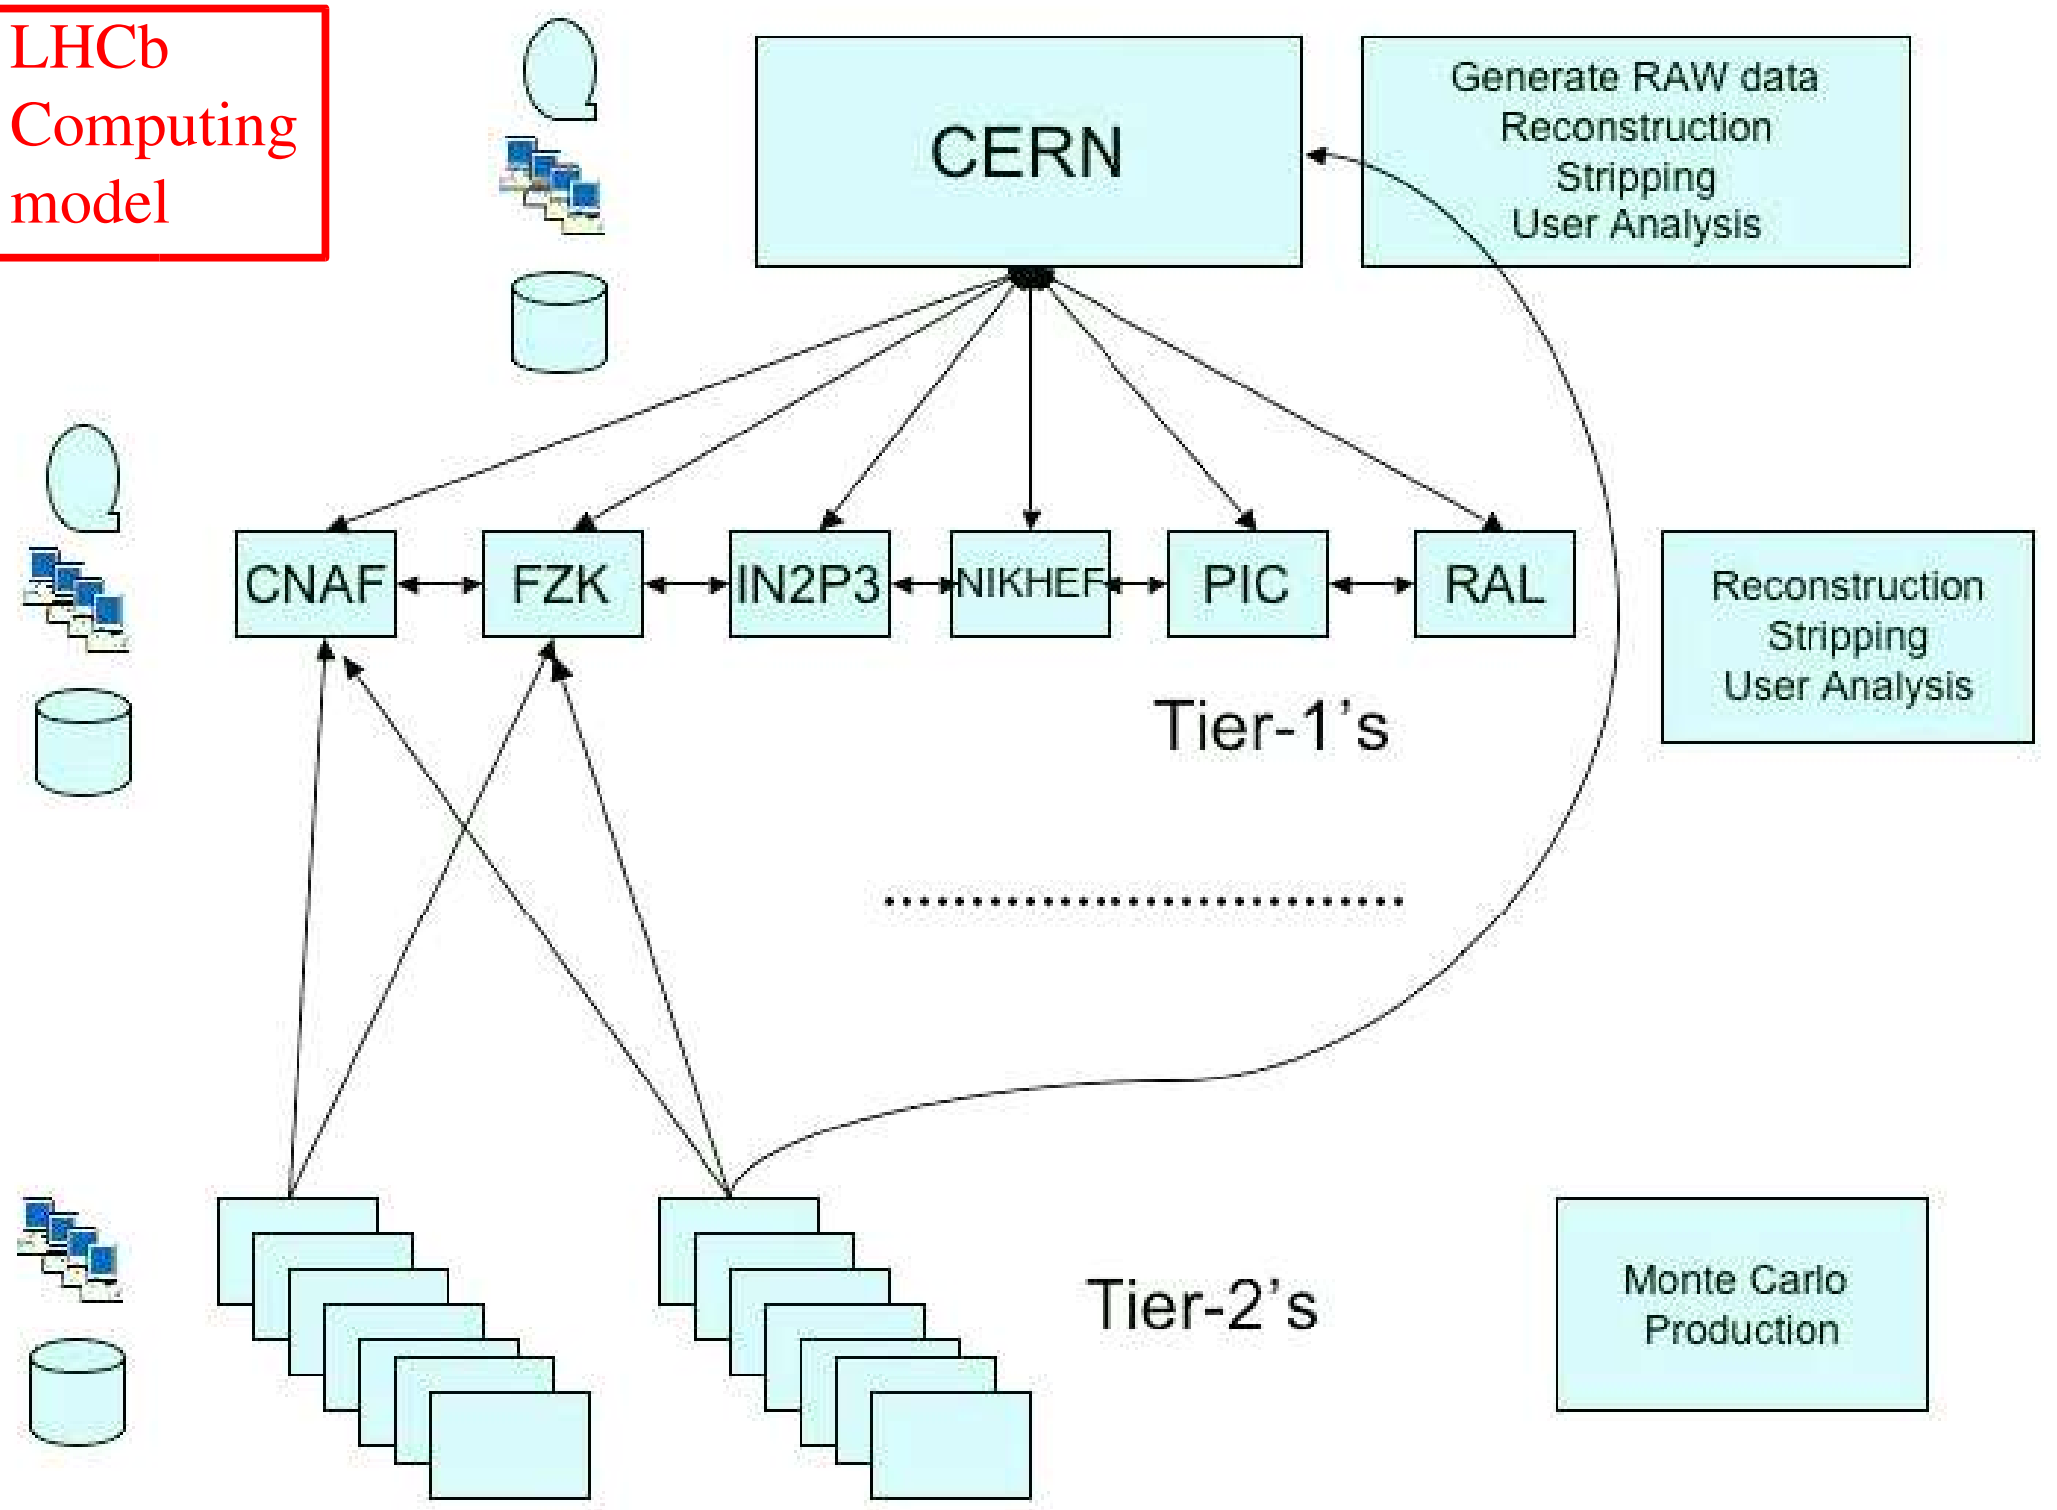 LHCb
Computing
model
CERN
Generate RAW data
Reconstruction
Stripping
User Analysis
CNAF
FZK
IN2P3
NIKHEF
PIC
RAL
Reconstruction
Stripping
User Analysis
Tier-1's
Tier-2's
Monte Carlo
Production